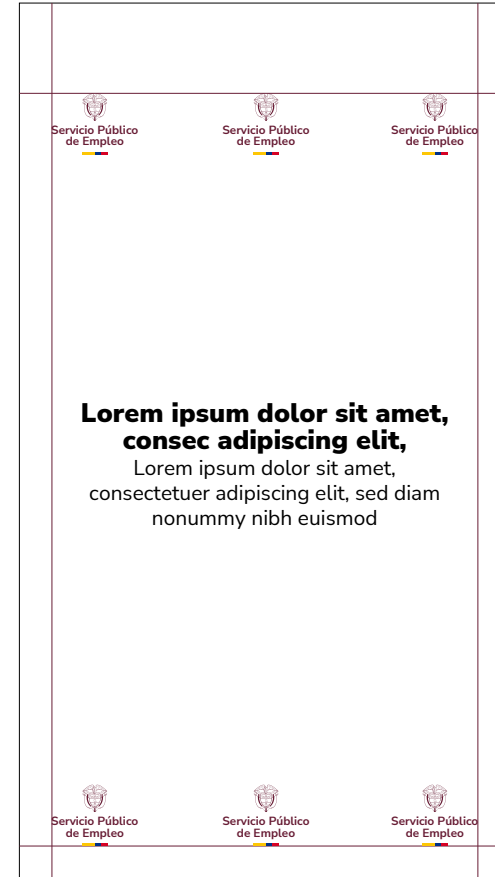 Servicio Público
de Empleo
Servicio Público
de Empleo
Servicio Público
de Empleo
Lorem ipsum dolor sit amet,
consec adipiscing elit,
Lorem ipsum dolor sit amet,
consectetuer adipiscing elit, sed diam
nonummy nibh euismod
Servicio Público
de Empleo
Servicio Público
de Empleo
Servicio Público
de Empleo